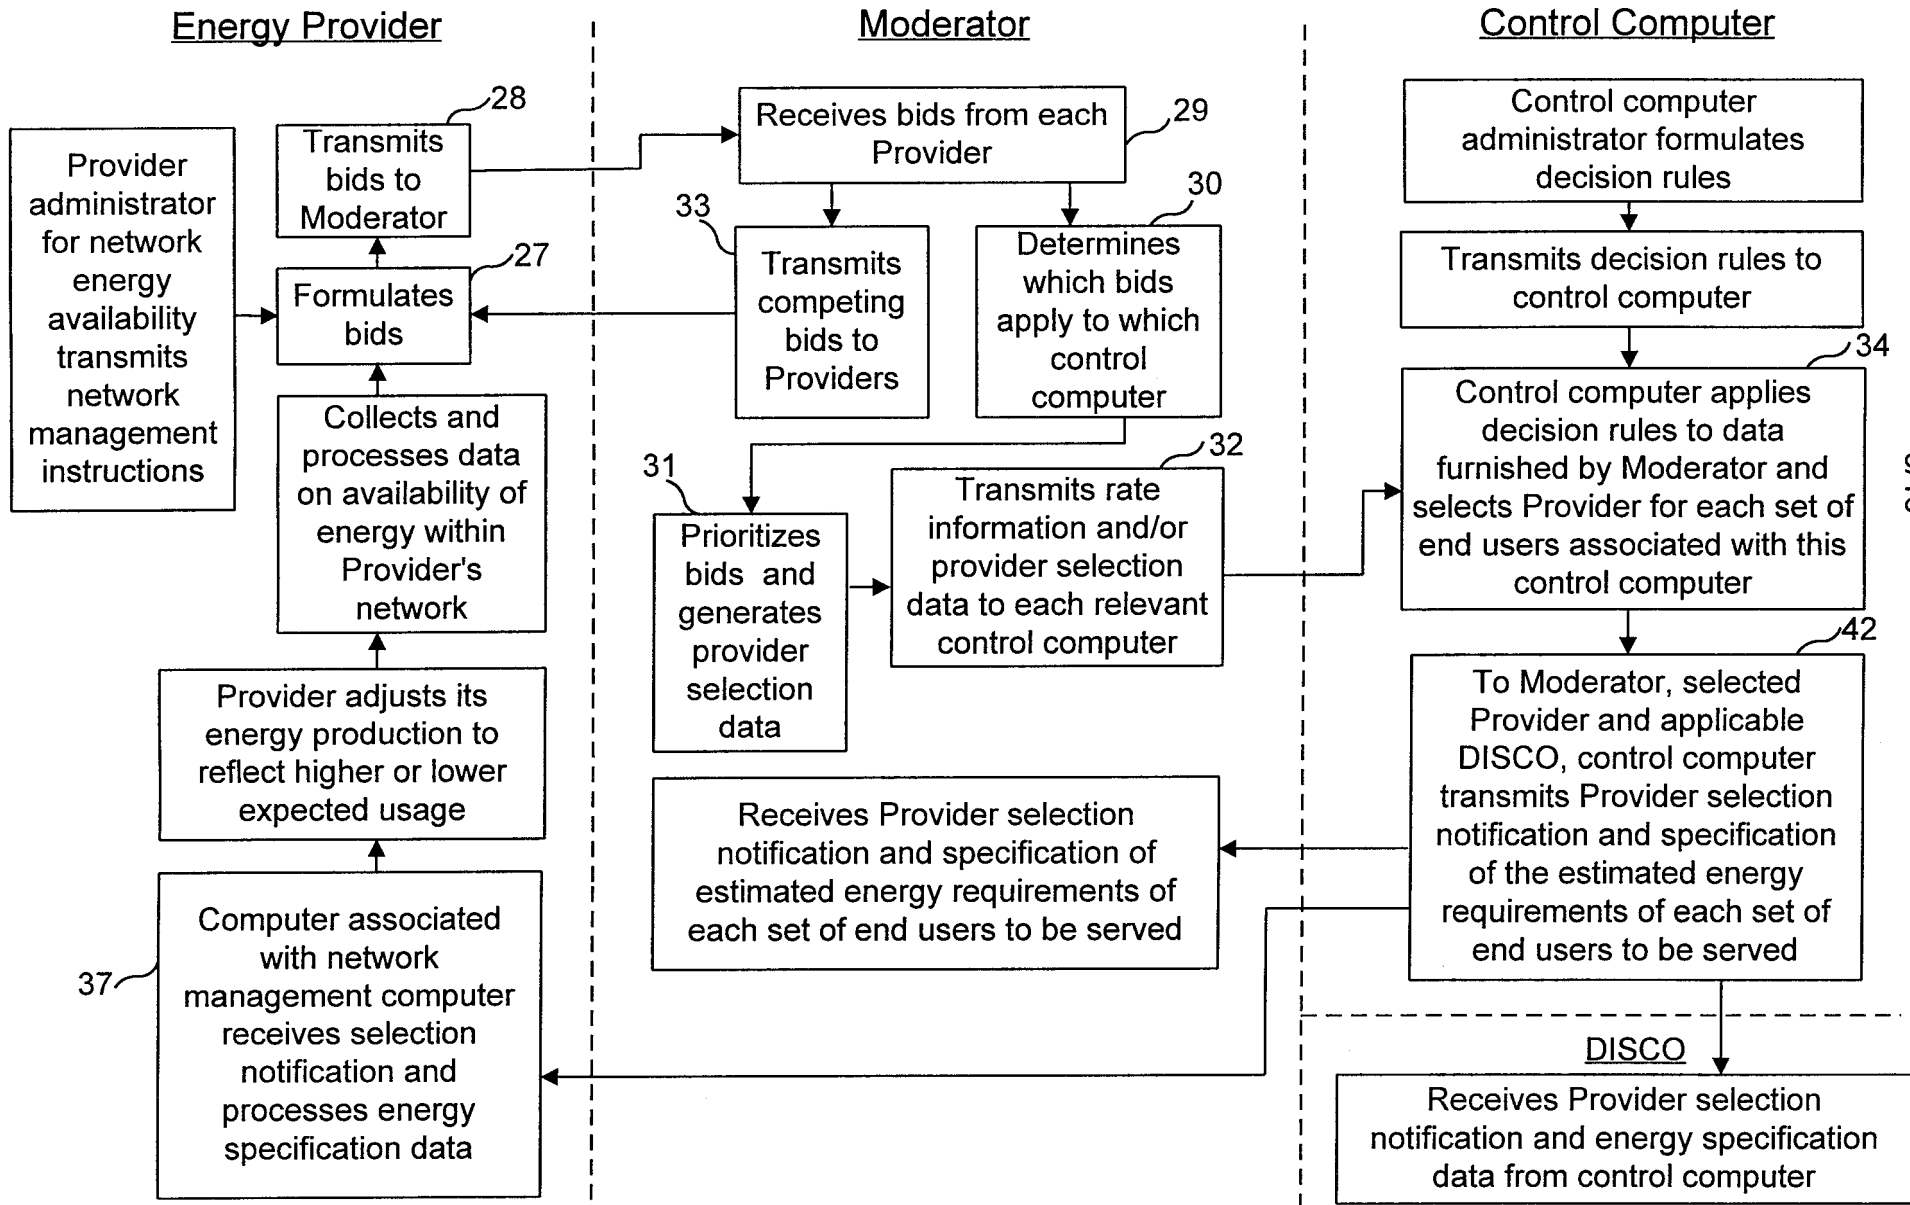 Energy Provider
Moderator
Control Computer
Provider
administrator
for network
energy
availability
transmits
network
management
instructions
28
Transmits
bids to
Moderator
27
Formulates
bids
Collects and
processes data
on availability of
energy within
Provider's
network
Provider adjusts its
energy production to
reflect higher or lower
expected usage
37
Computer associated
with network
management computer
receives selection
notification and
processes energy
specification data
29
Receives bids from each
Provider
33
Transmits
competing
bids to
Providers
30
Determines
which bids
apply to which
control
computer
31
Prioritizes
bids and
generates
provider
selection
data
32
Transmits rate
information and/or
provider selection
data to each relevant
control computer
Receives Provider selection
notification and specification of
estimated energy requirements of
each set of end users to be served
Control computer
administrator formulates
decision rules
Transmits decision rules to
control computer
34
Control computer applies
decision rules to data
furnished by Moderator and
selects Provider for each set of
end users associated with this
control computer
42
To Moderator, selected
Provider and applicable
DISCO, control computer
transmits Provider selection
notification and specification
of the estimated energy
requirements of each set of
end users to be served
DISCO
Receives Provider selection
notification and energy specification
data from control computer